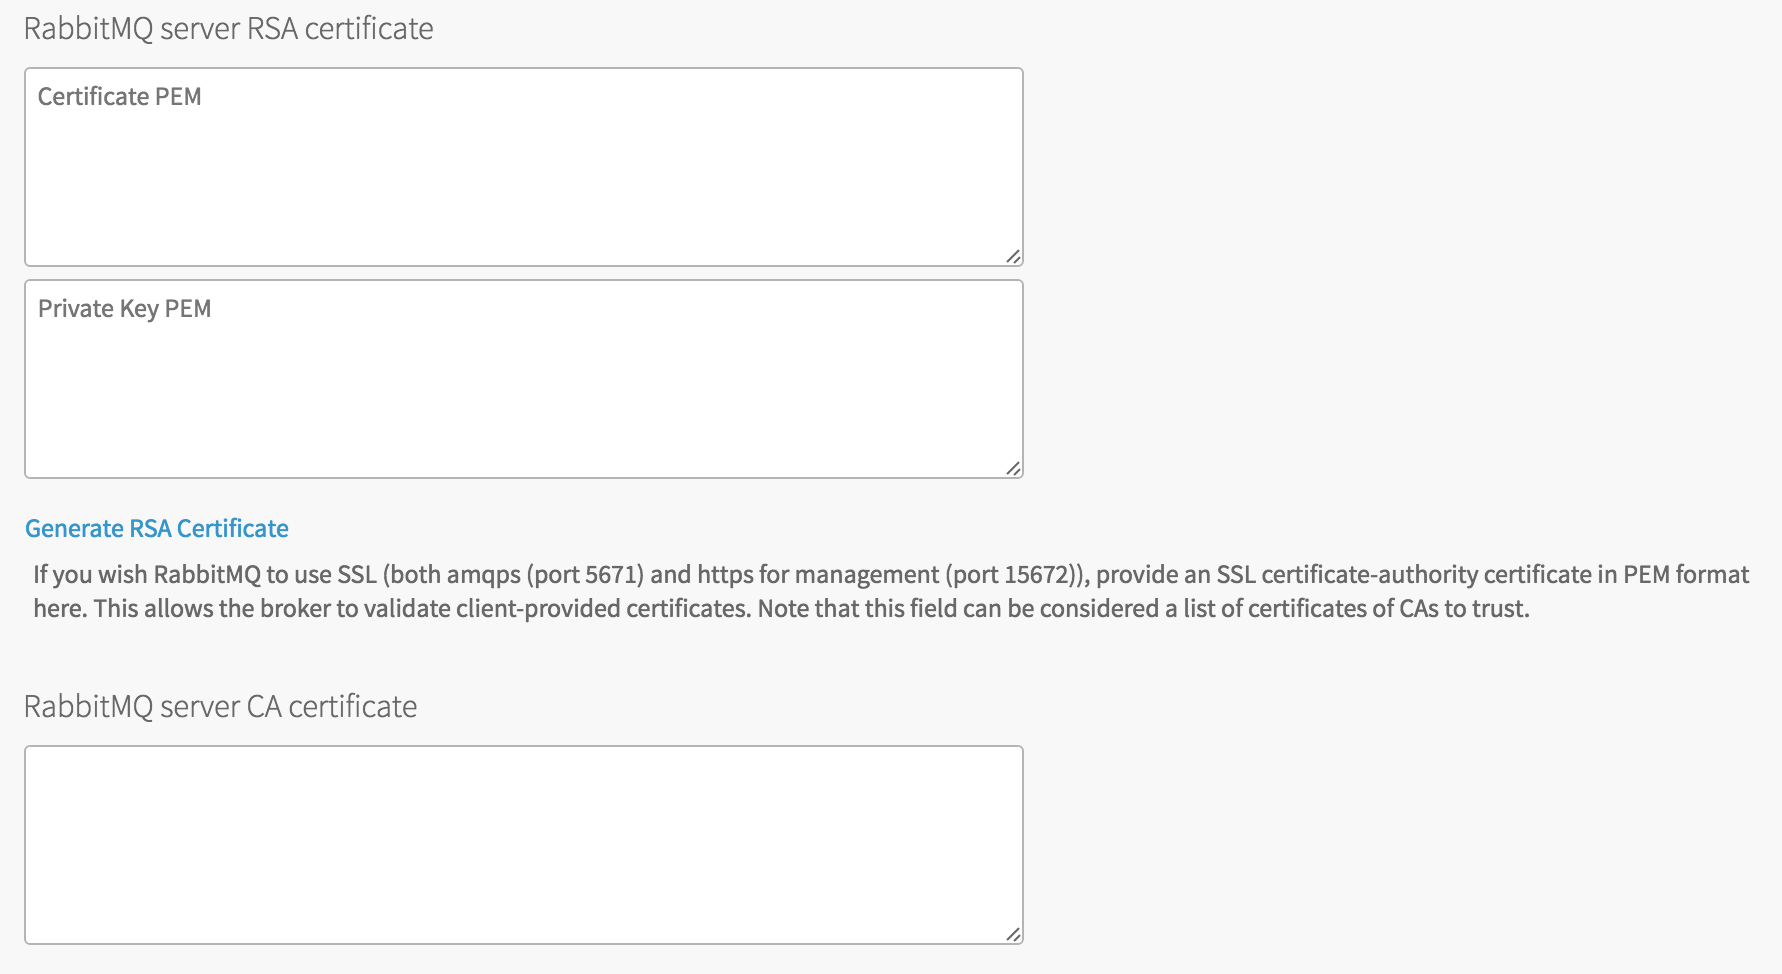 RabbitMQ server RSA certificate
Certificate PEM
Private Key PEM
Generate RSA Certificate
If you wish RabbitMQ to use SSL (both amqps (port 5671) and https for management (port 15672)), provide an SSL certificate-authority certificate in PEM format
here. This allows the broker to validate client-provided certificates. Note that this field can be considered a list of certificates of CAs to trust.
RabbitMQ server CA certificate